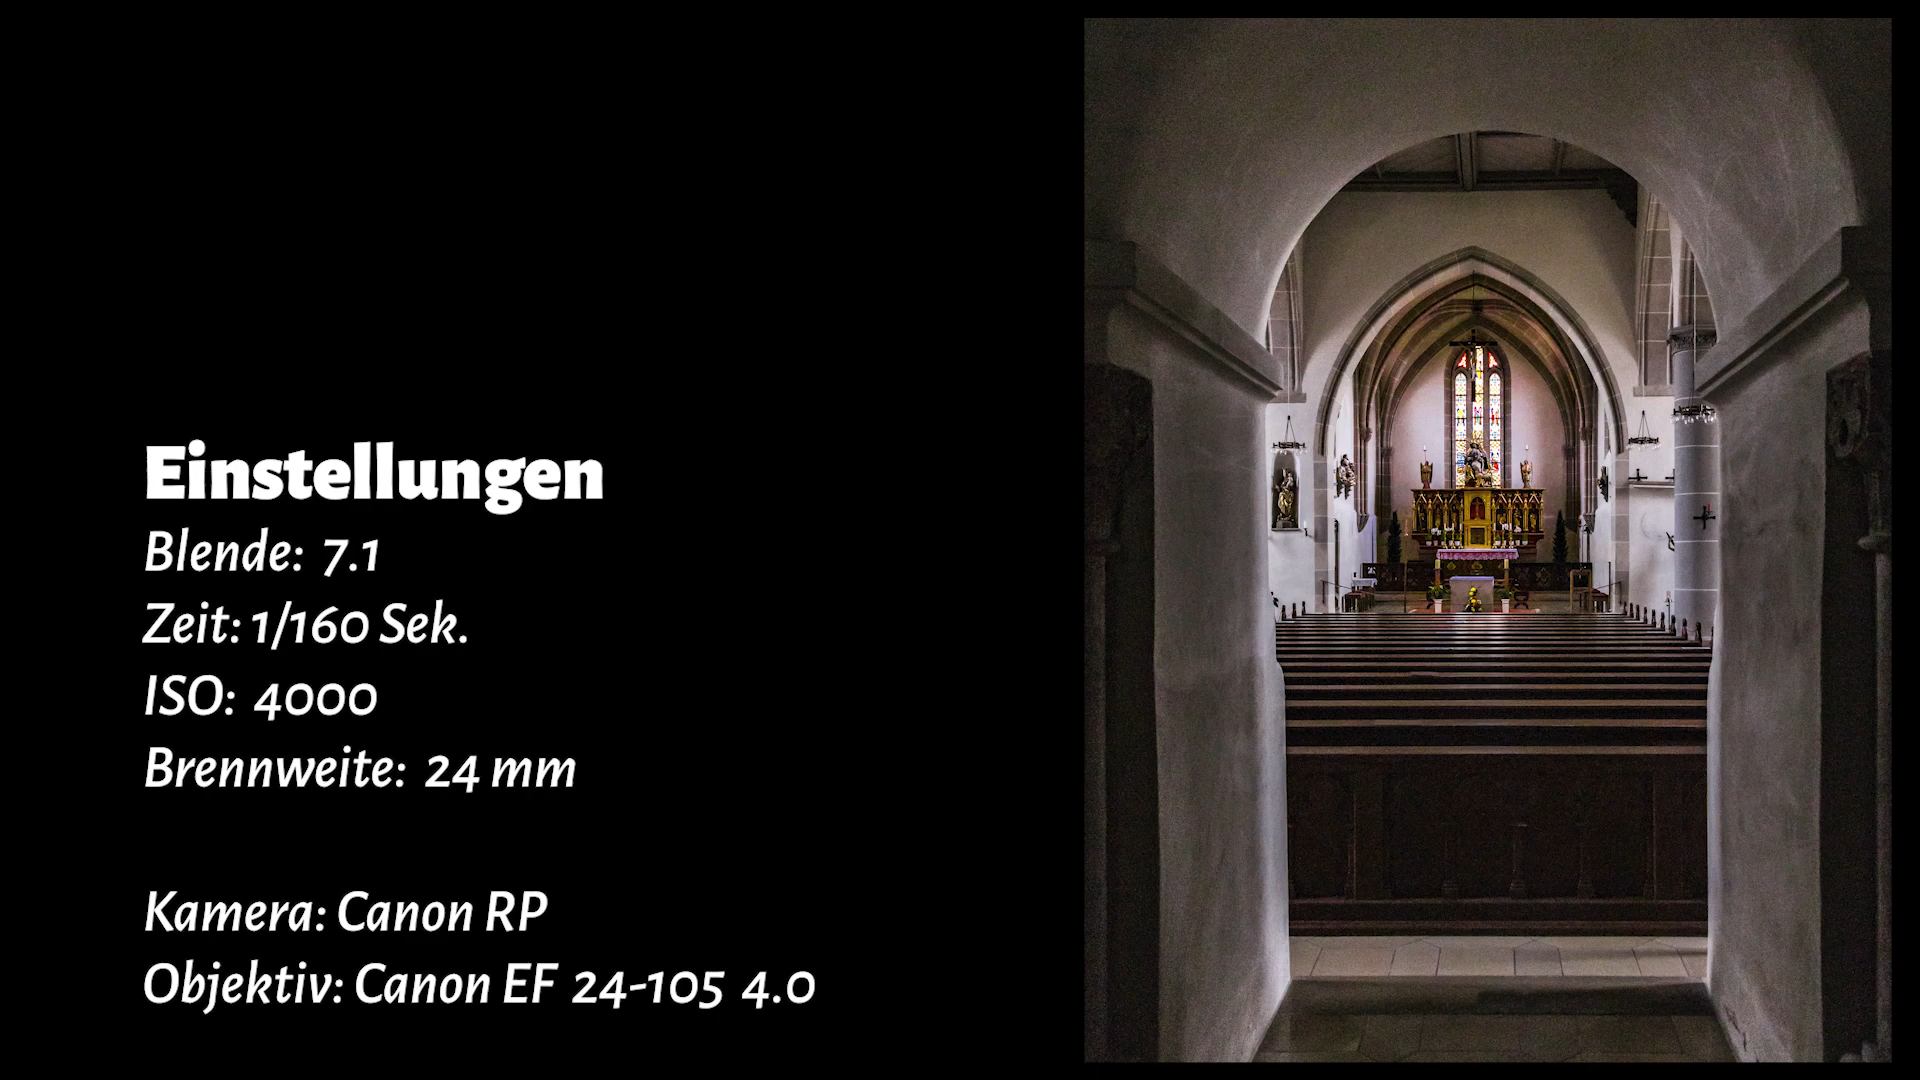 Einstellungen
Blende: 7.1
Zeit: 1/160 Sek.
ISO: 4000
Brennweite: 24 mm
Kamera: Canon RP
Objektiv: Canon EF 24-105 4.0